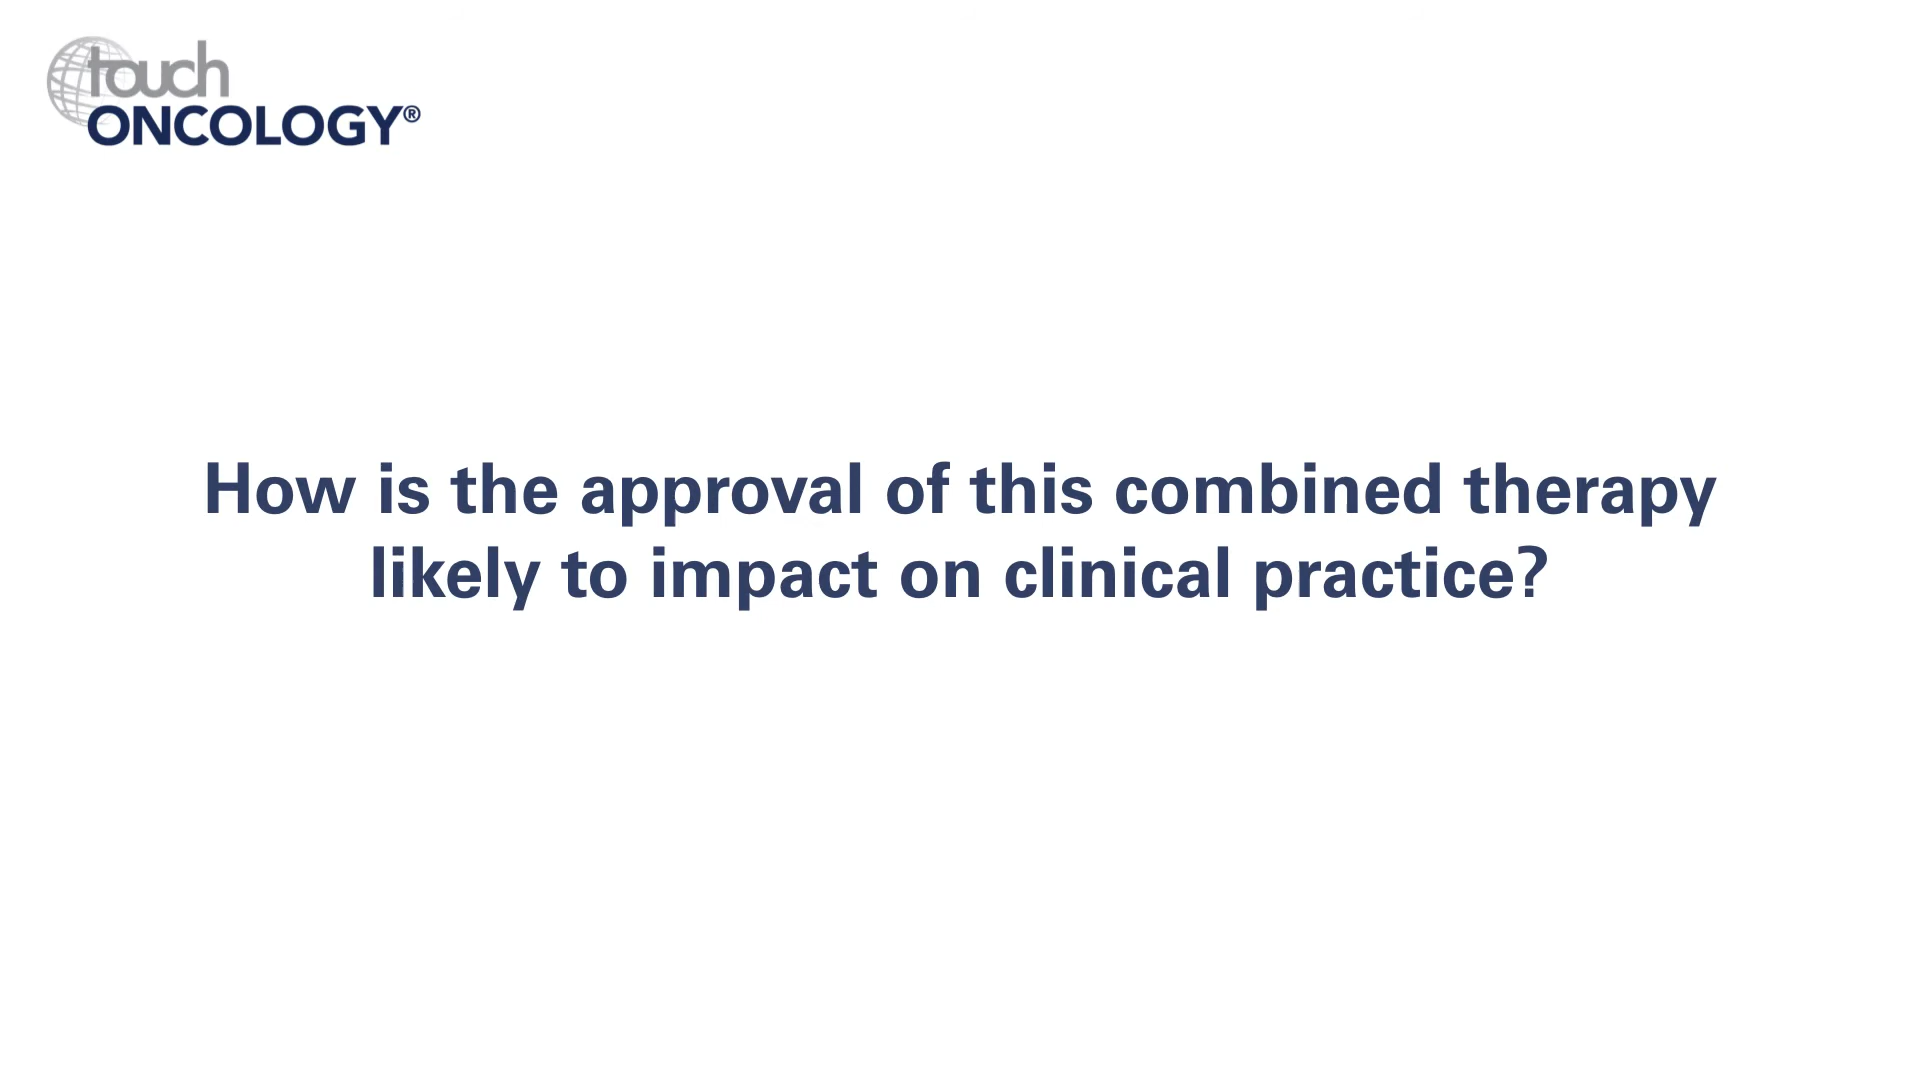 touch
ONCOLOGY®
How is the approval of this combined therapy
likely to impact on clinical practice?